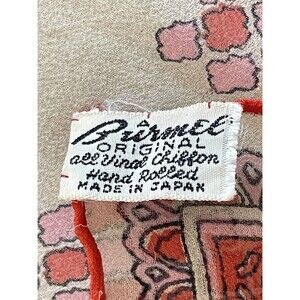 A
Burmel
ORIGINAL
all Vinal Chiffon
Hand Rolled
MADE IN JAPAN